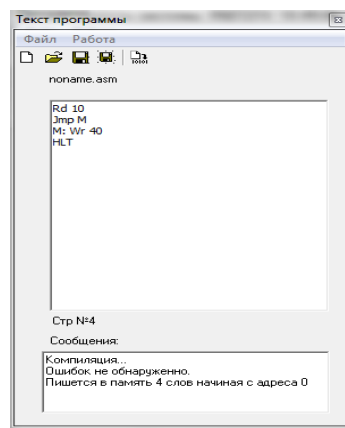 Текст программы
Файл Работа
noname.asm
Rd 10
Jmp M
M: Wr 40
HLT
Стр №4
Сообщения:
Компиляция...
Ошибок не обнаруженно.
Пишется в память 4 слов начиная с адреса 0